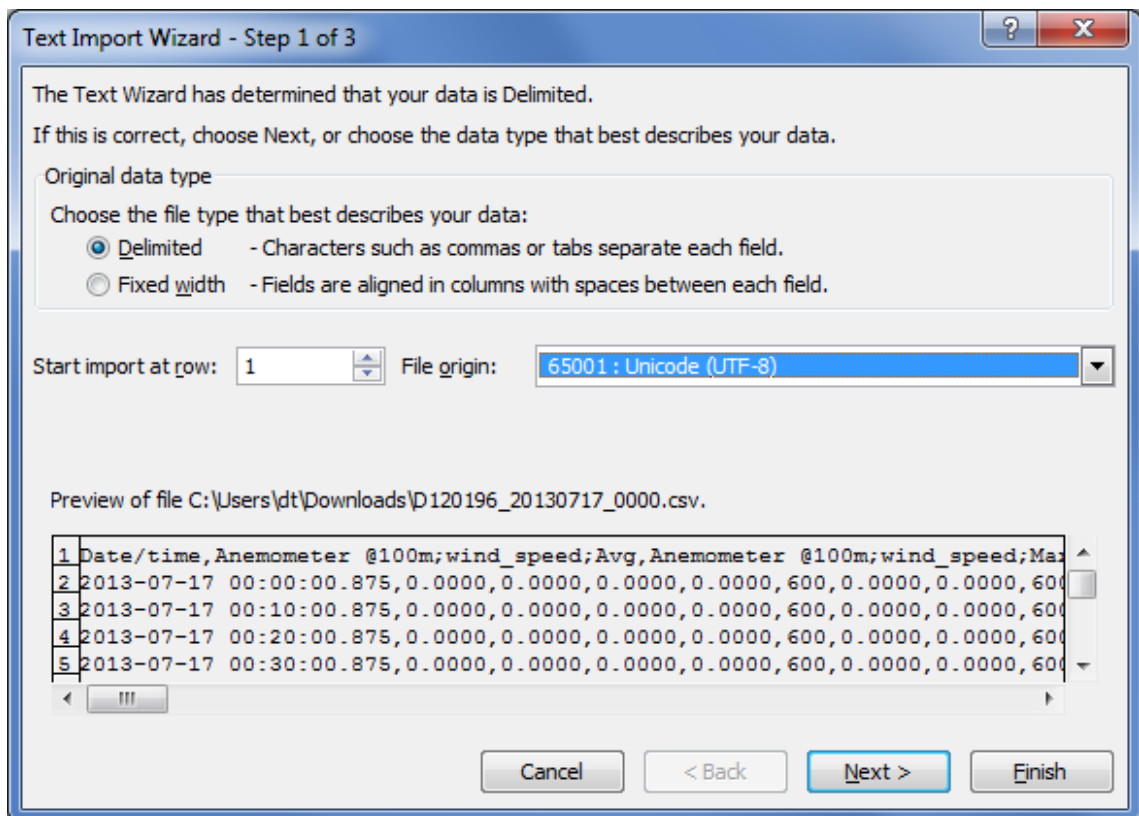 Text Import Wizard - Step 1 of 3
?
The Text Wizard has determined that your data is Delimited.
If this is correct, choose Next, or choose the data type that best describes your data.
Original data type
Choose the file type that best describes your data:
Delimited - Characters such as commas or tabs separate each field.
Fixed width - Fields are aligned in columns with spaces between each field.
Start import at row: 1 File origin: 65001 : Unicode (UTF-8)
Preview of file C:\Users\dt\Downloads\D120196_20130717_0000.csv.
1 Date/time,Anemometer @100m;wind_speed;Avg,Anemometer @100m;wind_speed;Max
2 2013-07-17 00:00:00.875,0.0000,0.0000,0.0000,0.0000,600,0.0000,0.0000,600
3 2013-07-17 00:10:00.875,0.0000,0.0000,0.0000,0.0000,600,0.0000,0.0000,600
4 2013-07-17 00:20:00.875,0.0000,0.0000,0.0000,0.0000,600,0.0000,0.0000,600
5 2013-07-17 00:30:00.875,0.0000,0.0000,0.0000,0.0000,600,0.0000,0.0000,600
Cancel < Back Next > Finish